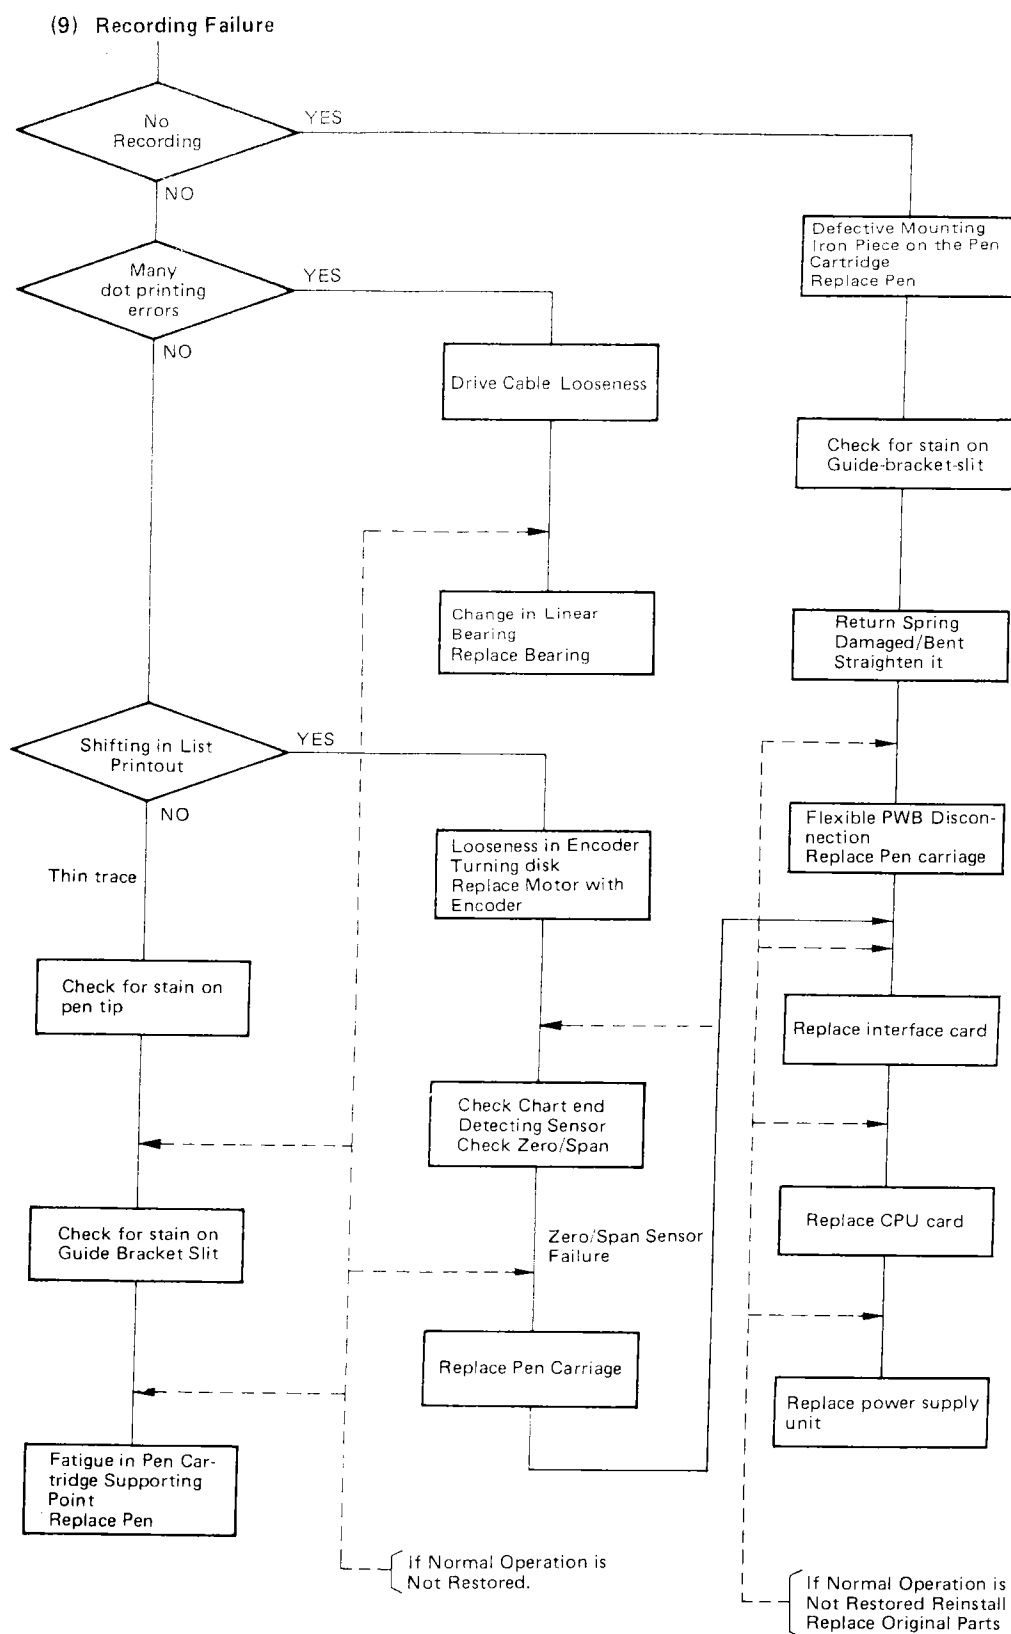 (9) Recording Failure
No
Recording
YES
NO
Defective Mounting
Iron Piece on the Pen
Cartridge
Replace Pen
Many
dot printing
errors
YES
NO
Drive Cable Looseness
Check for stain on
Guide-bracket-slit
Change in Linear
Bearing
Replace Bearing
Return Spring
Damaged/Bent
Straighten it
Shifting in List
Printout
YES
NO
Thin trace
Looseness in Encoder
Turning disk
Replace Motor with
Encoder
Flexible PWB Discon-
nection
Replace Pen carriage
Check for stain on
pen tip
Replace interface card
Check Chart end
Detecting Sensor
Check Zero/Span
Check for stain on
Guide Bracket Slit
Zero/Span Sensor
Failure
Replace CPU card
Replace Pen Carriage
Replace power supply
unit
Fatigue in Pen Car-
tridge Supporting
Point
Replace Pen
If Normal Operation is
Not Restored.
If Normal Operation is
Not Restored Reinstall
Replace Original Parts